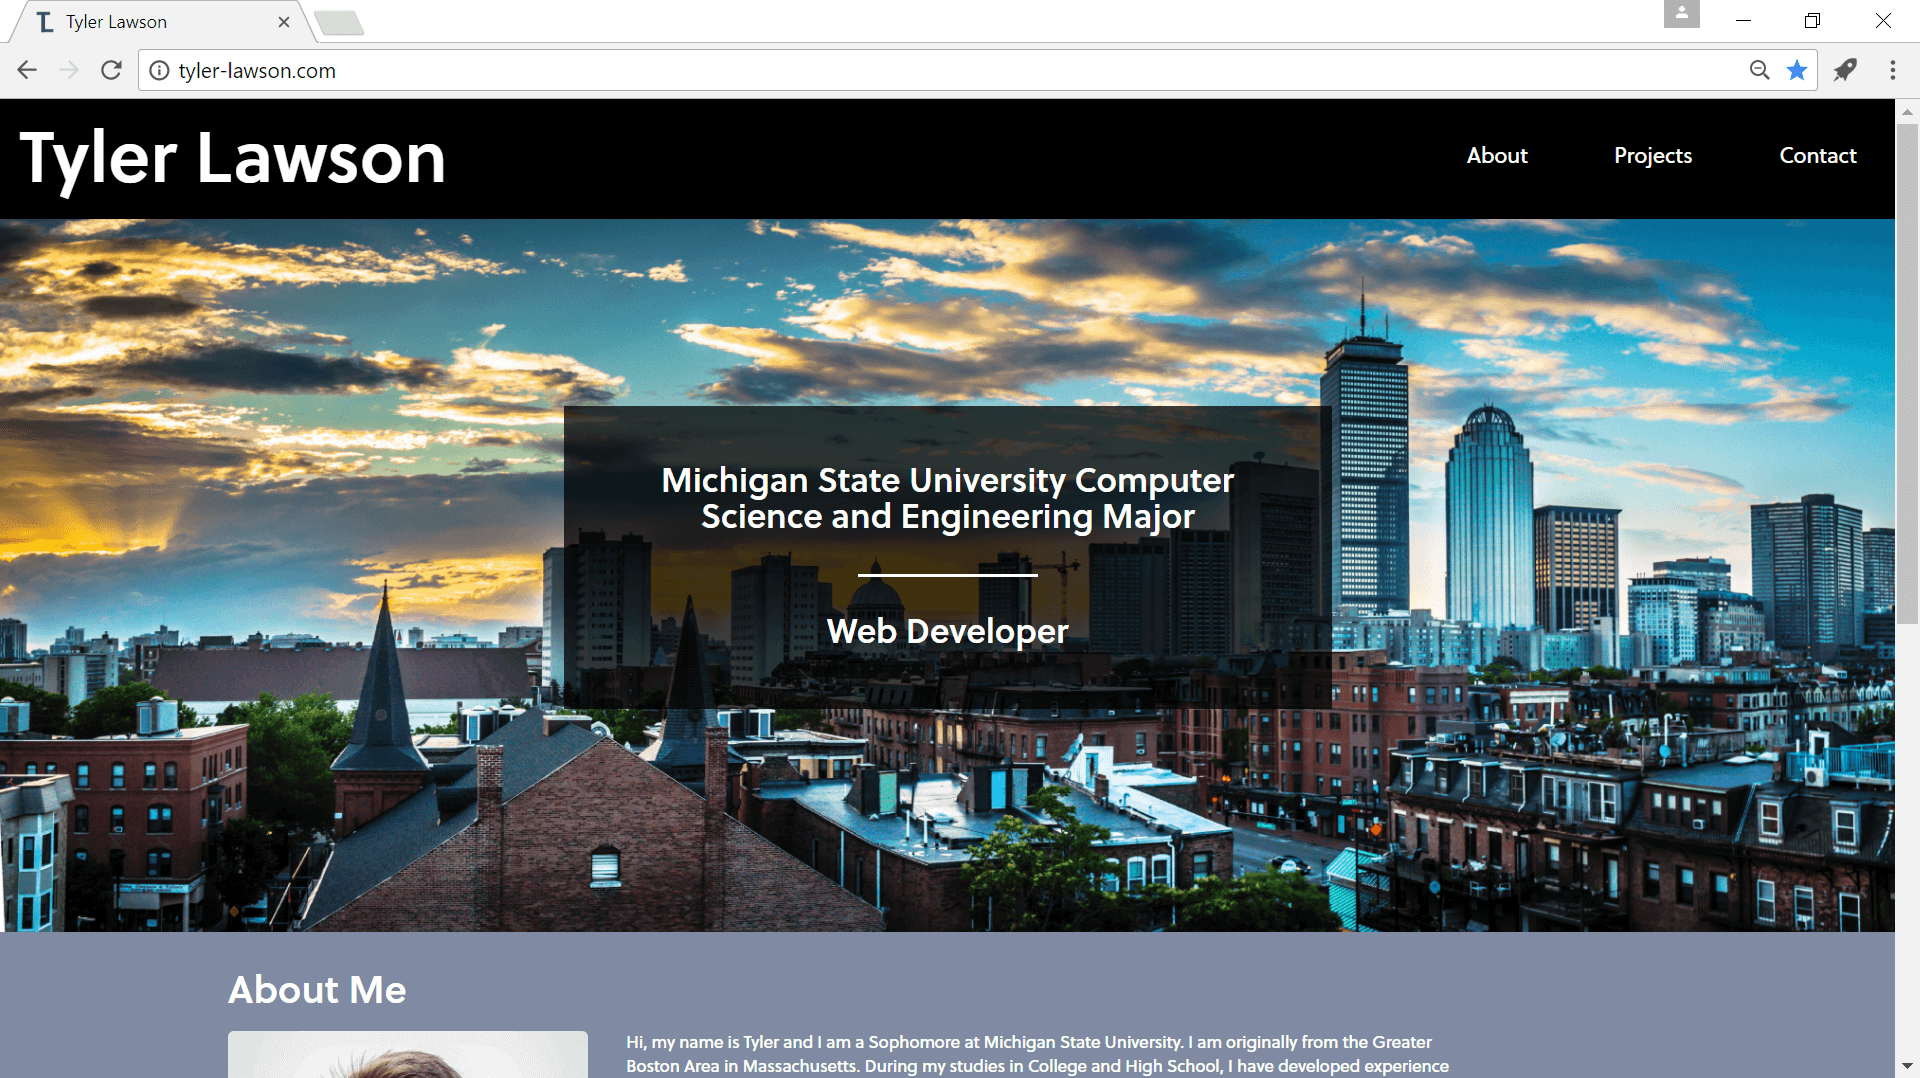 Tyler Lawson
tyler-lawson.com
Tyler Lawson
About
Projects
Contact
Michigan State University Computer
Science and Engineering Major
Web Developer
About Me
Hi, my name is Tyler and I am a Sophomore at Michigan State University. I am originally from the Greater
Boston Area in Massachusetts. During my studies in College and High School, I have developed experience